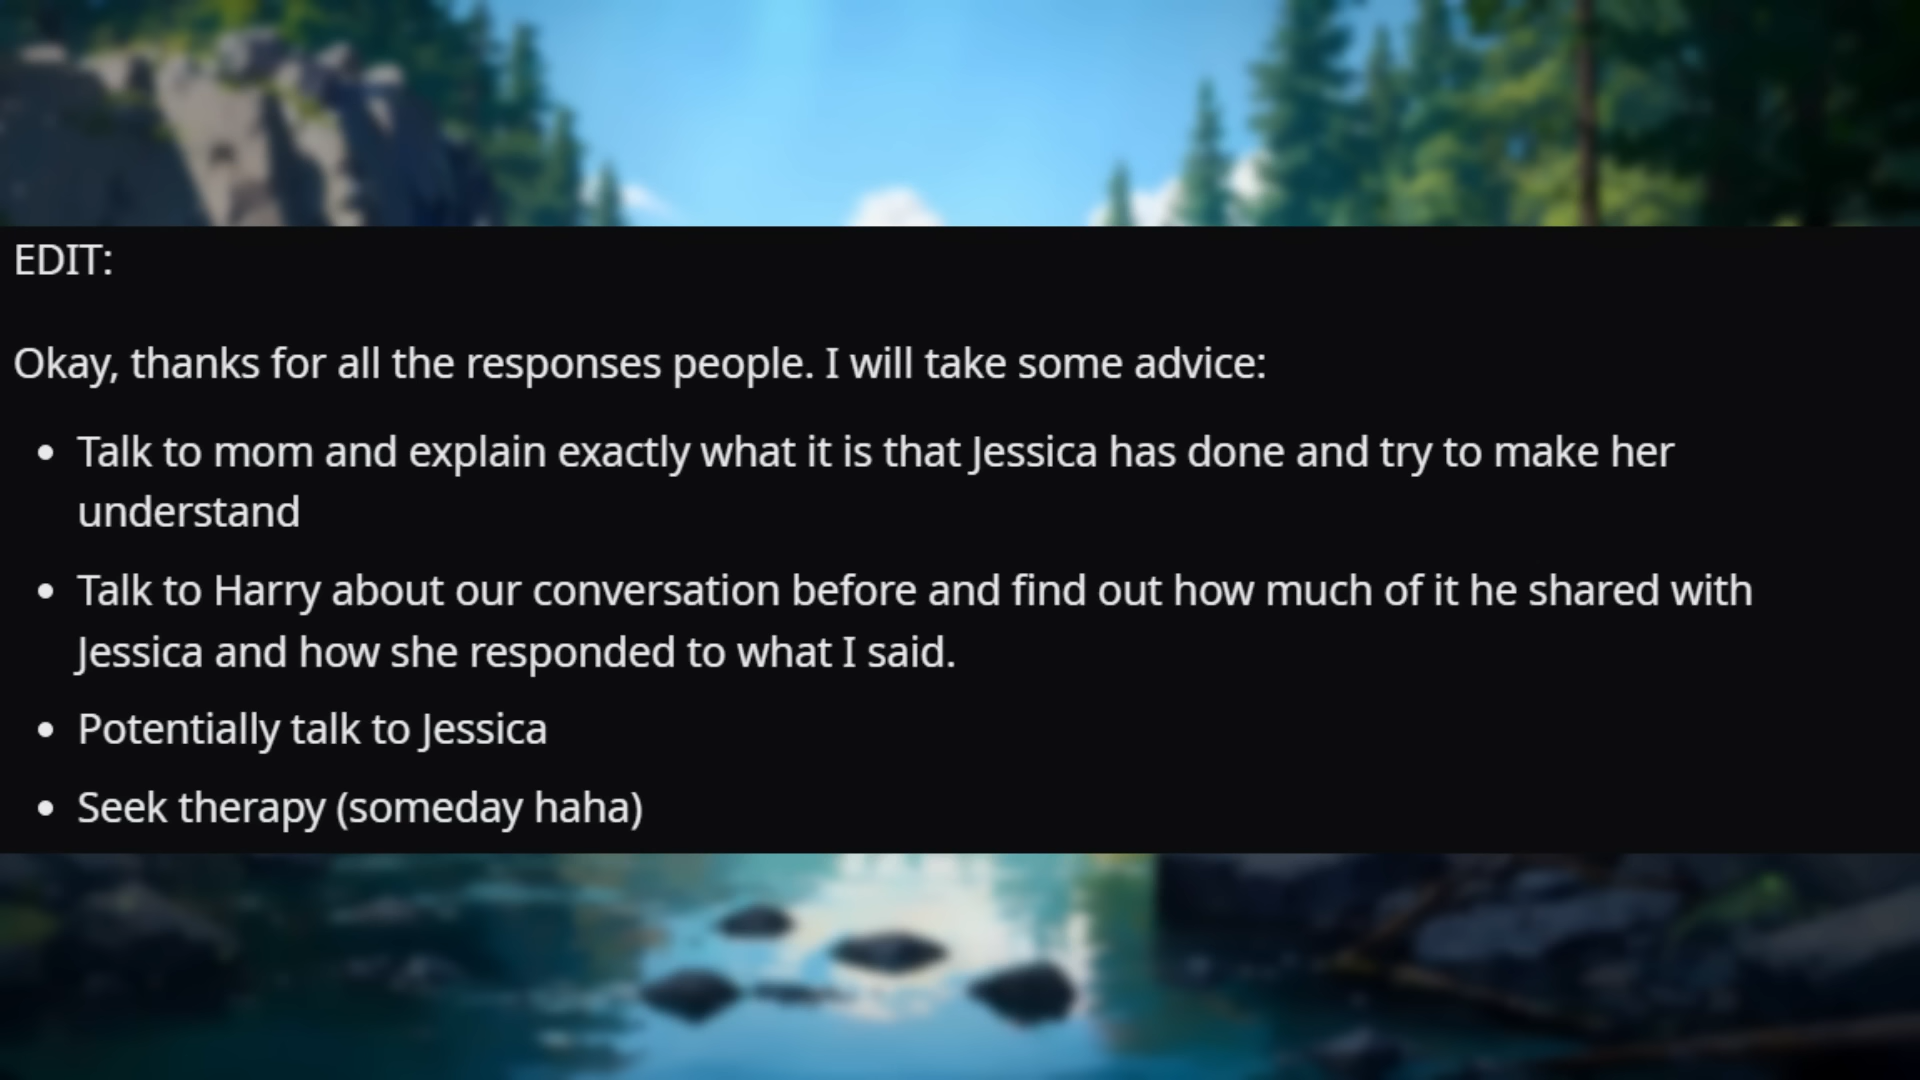 EDIT:
Okay, thanks for all the responses people. I will take some advice:
• Talk to mom and explain exactly what it is that Jessica has done and try to make her
understand
• Talk to Harry about our conversation before and find out how much of it he shared with
Jessica and how she responded to what I said.
• Potentially talk to Jessica
• Seek therapy (someday haha)